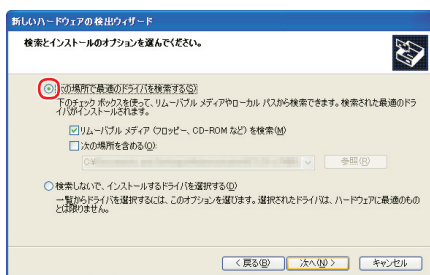 新しいハードウェアの検出ウィザード
検索とインストールのオプションを選んでください。
次の場所で最適のドライバを検索する(S)
下のチェック ボックスを使って、リムーバブル メディアやローカル パスから検索できます。検索された最適のドラ
イバがインストールされます。
リムーバブル メディア (フロッピー、CD-ROM など) を検索(M)
次の場所を含める(O):
参照(R)
検索しないで、インストールするドライバを選択する(D)
一覧からドライバを選択するには、このオプションを選びます。選択されたドライバは、ハードウェアに最適のもの
とは限りません。
< 戻る(B) 次へ(N) > キャンセル